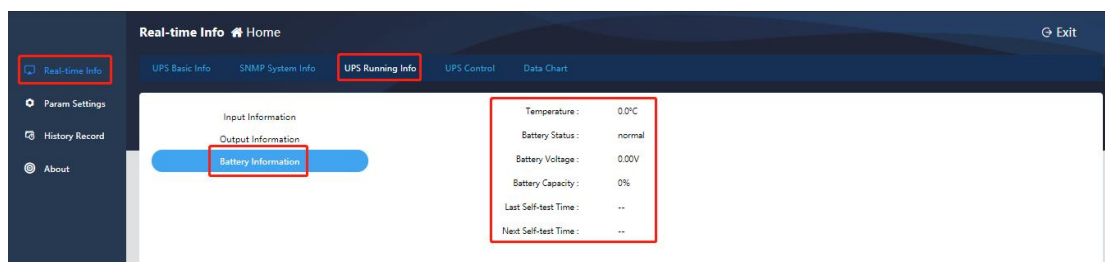 Real-time Info Home
Exit
Real-time Info
UPS Basic Info SNMP System Info UPS Running Info UPS Control Data Chart
Param Settings
History Record
About
Input Information
Output Information
Battery Information
Temperature : 0.0°C
Battery Status : normal
Battery Voltage : 0.00V
Battery Capacity : 0%
Last Self-test Time : --
Next Self-test Time : --